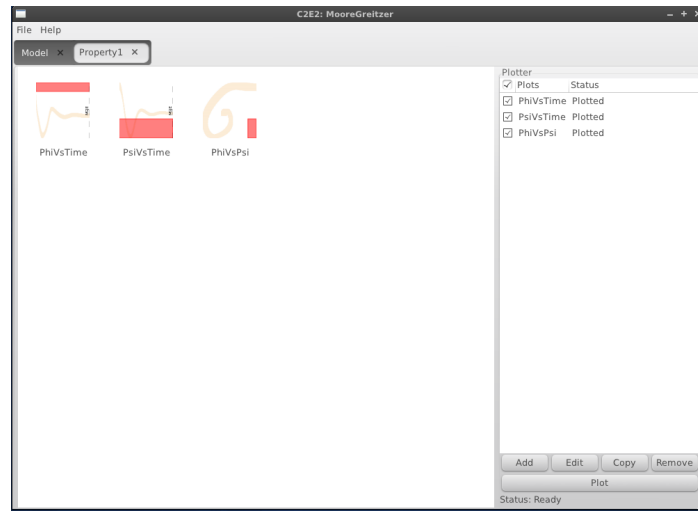 C2E2: MooreGreitzer
File Help
Model × Property1 ×
Plotter
Plots Status
PhiVsTime Plotted
PsiVsTime Plotted
PhiVsPsi Plotted
PhiVsTime PsiVsTime PhiVsPsi
Add Edit Copy Remove
Plot
Status: Ready